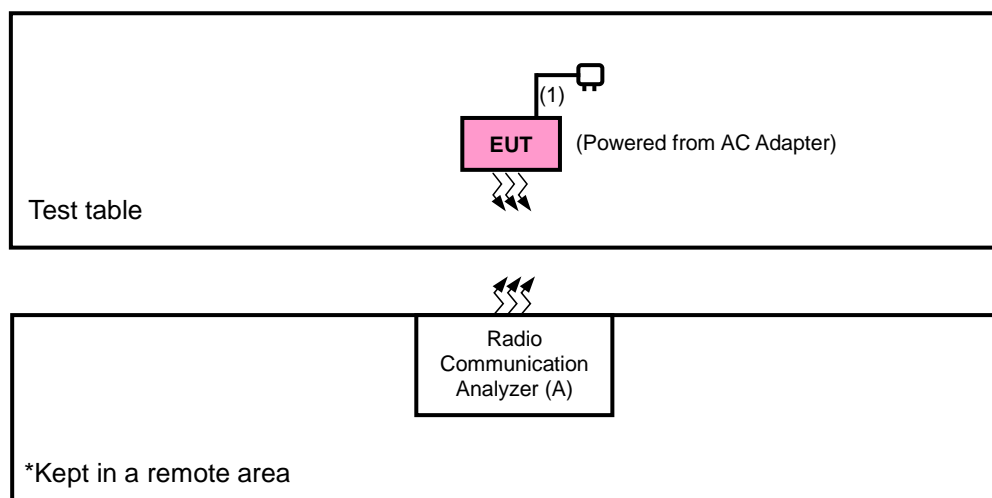 (1)
EUT
(Powered from AC Adapter)
Test table
Radio
Communication
Analyzer (A)
*Kept in a remote area